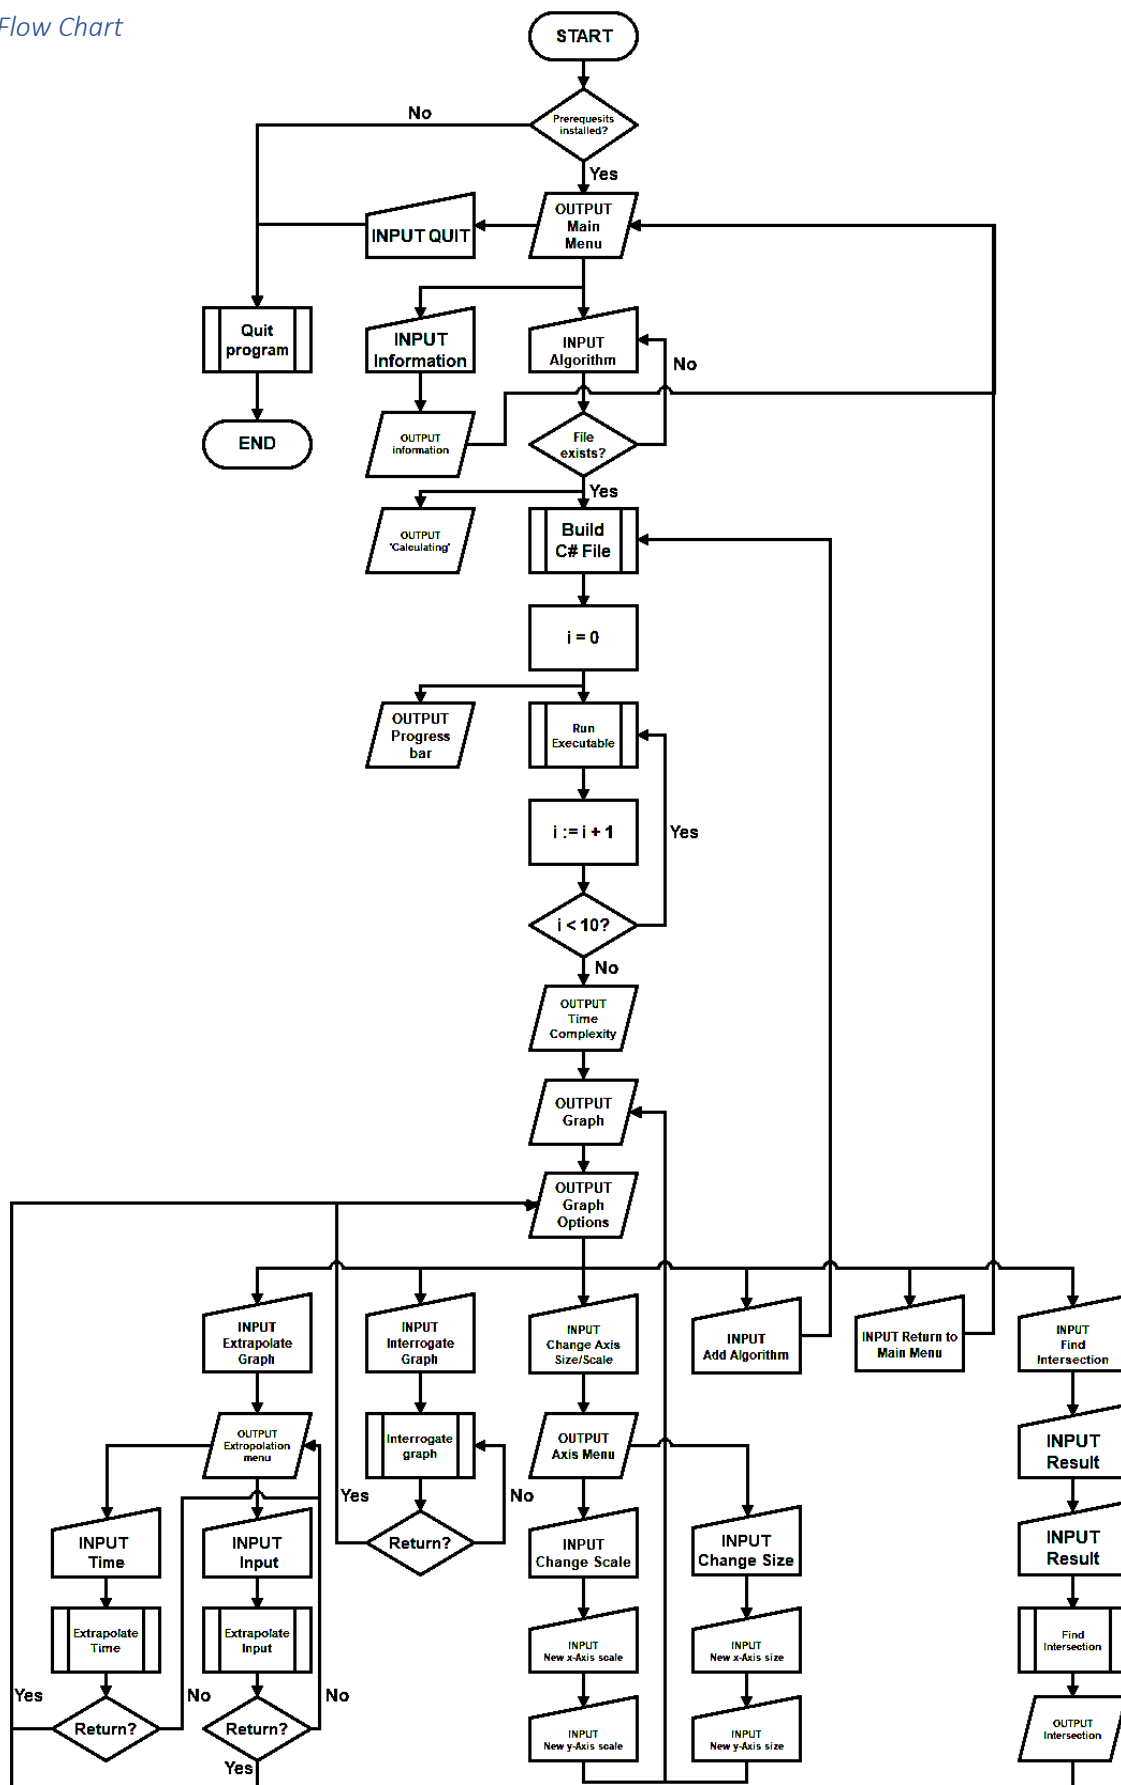 Flow Chart
START
No
Prerequesits
installed?
Yes
OUTPUT
Main
Menu
INPUT QUIT
Quit
program
INPUT
Information
INPUT
Algorithm
No
END
OUTPUT
information
File
exists?
Yes
OUTPUT
'Calculating'
Build
C# File
i = 0
OUTPUT
Progress
bar
Run
Executable
i := i + 1
Yes
i < 10?
No
OUTPUT
Time
Complexity
OUTPUT
Graph
OUTPUT
Graph
Options
INPUT
Extrapolate
Graph
INPUT
Interrogate
Graph
INPUT
Change Axis
Size/Scale
INPUT
Add Algorithm
INPUT Return to
Main Menu
INPUT
Find
Intersection
OUTPUT
Extropolation
menu
Interrogate
graph
OUTPUT
Axis Menu
INPUT
Result
Yes
No
INPUT
Time
INPUT
Input
Return?
INPUT
Change Scale
INPUT
Change Size
INPUT
Result
Extrapolate
Time
Extrapolate
Input
INPUT
New x-Axis scale
INPUT
New x-Axis size
Find
Intersection
Yes
No
No
Return?
Return?
INPUT
New y-Axis scale
INPUT
New y-Axis size
OUTPUT
Intersection
Yes